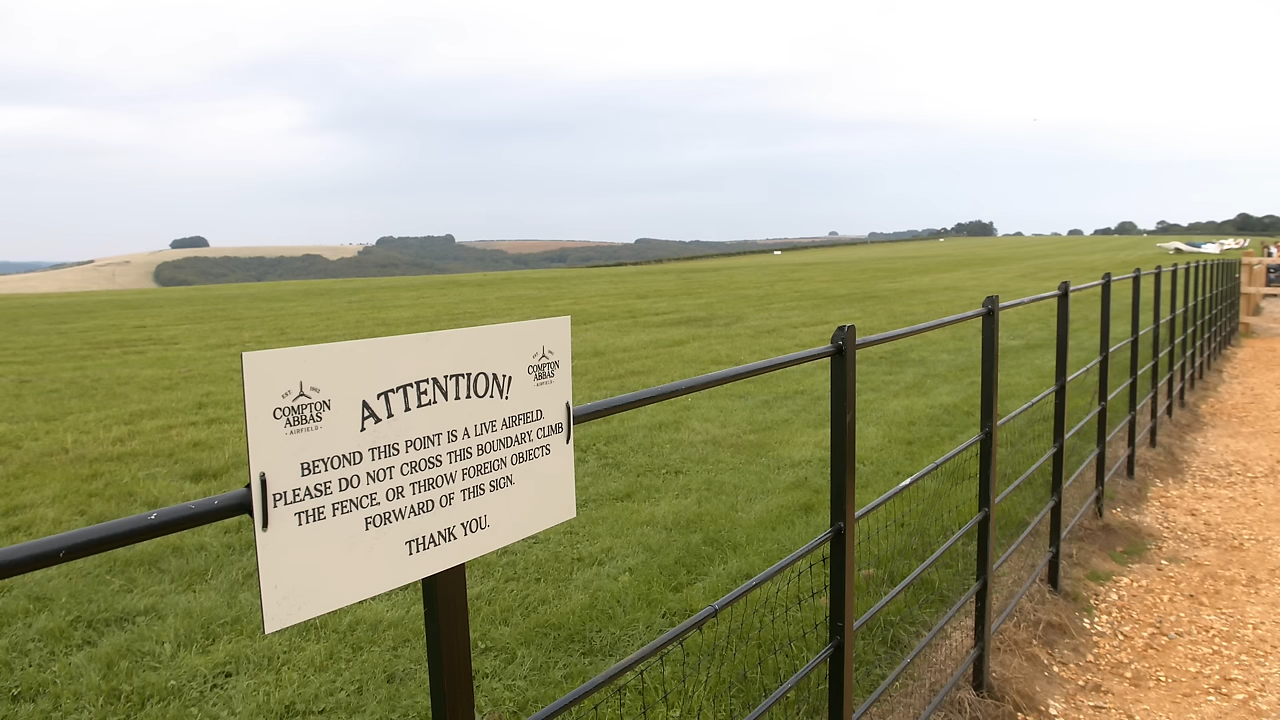 EST 1962
COMPTON
ABBAS
- AIRFIELD -
ATTENTION!
COMPTON
ABBAS
- AIRFIELD -
BEYOND THIS POINT IS A LIVE AIRFIELD.
PLEASE DO NOT CROSS THIS BOUNDARY, CLIMB
THE FENCE, OR THROW FOREIGN OBJECTS
FORWARD OF THIS SIGN.
THANK YOU.